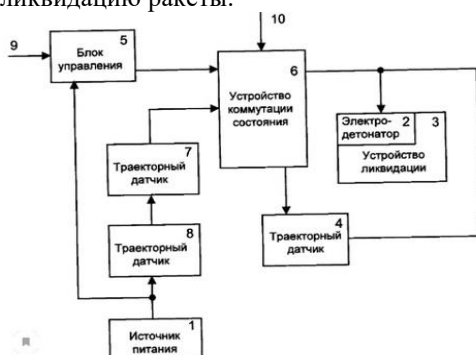 ликвидацию ракеты.
10
9
5
Блок
управления
6
Устройство
коммутации
состояния
Электро-
детонатор
2
3
Устройство
ликвидации
7
Траекторный
датчик
4
Траекторный
датчик
8
Траекторный
датчик
1
Источник
питания